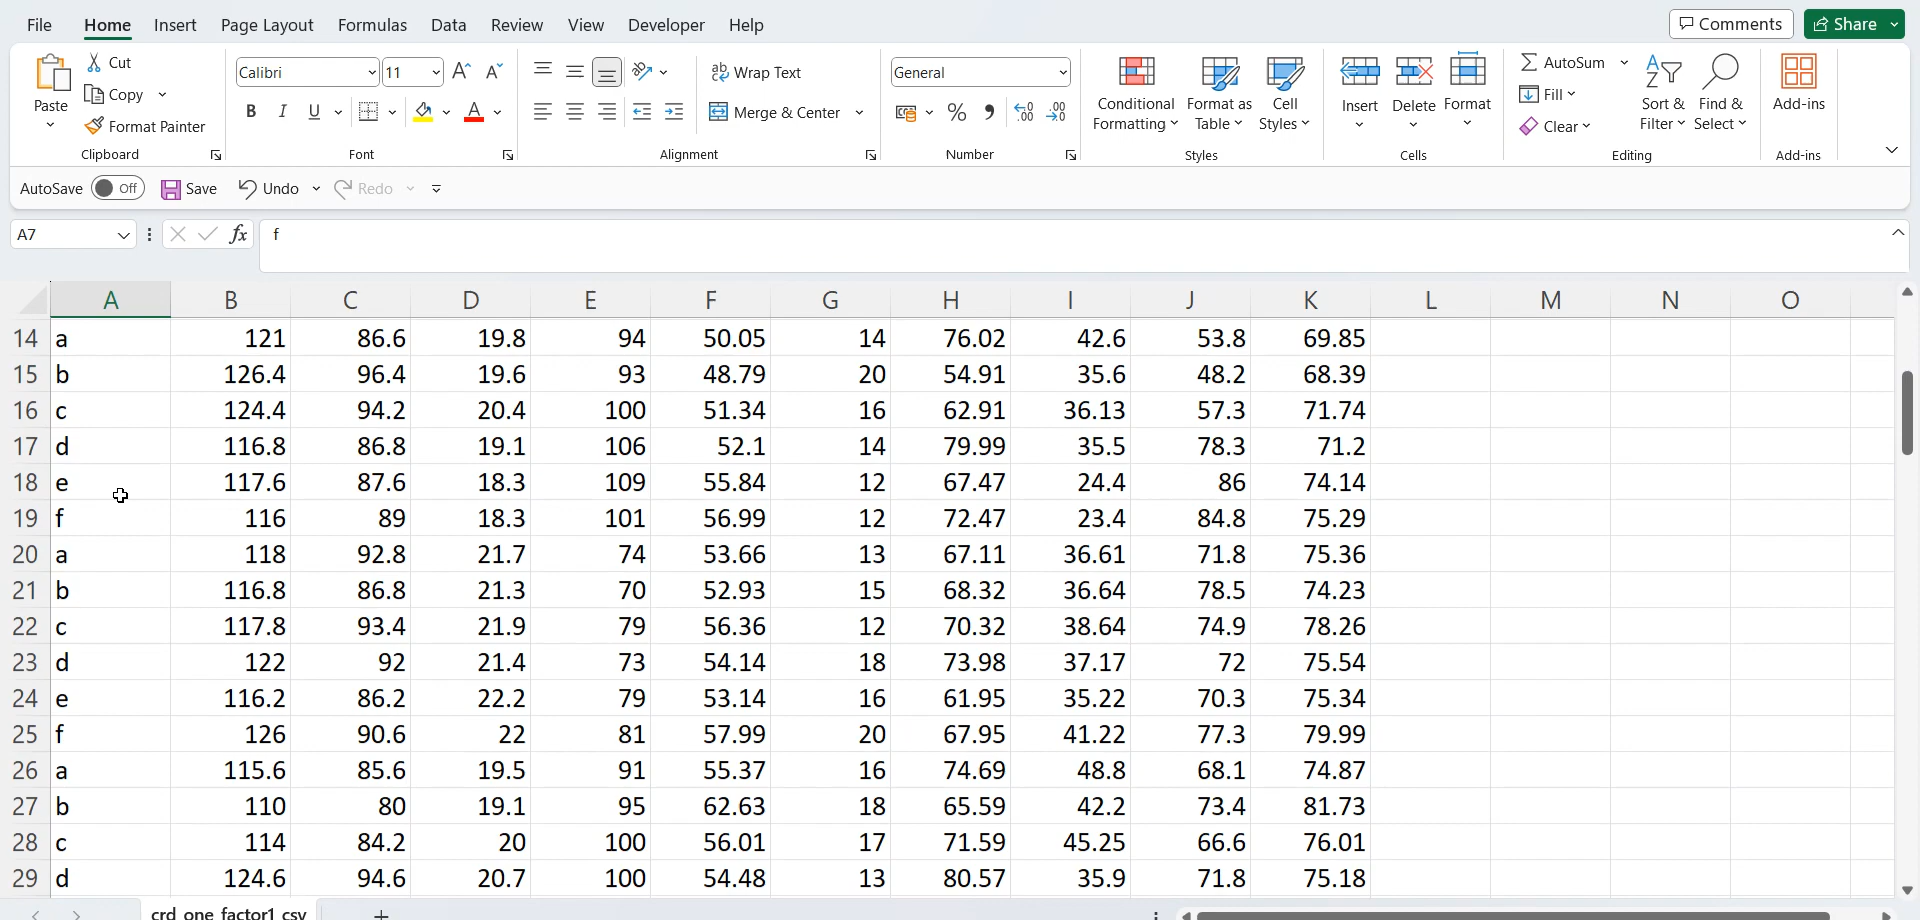 File Home Insert Page Layout Formulas Data Review View Developer Help Comments Share
Paste Cut Copy Format Painter Clipboard
Calibri 11 B I U A Font
Wrap Text Merge & Center Alignment
General % Number
Conditional Formatting Format as Table Cell Styles Styles
Insert Delete Format Cells
AutoSum Fill Clear Sort & Filter Find & Select Editing
Add-ins Add-ins
AutoSave Off Save Undo Redo
A7 fx f
A B C D E F G H I J K L M N O
14 a 121 86.6 19.8 94 50.05 14 76.02 42.6 53.8 69.85
15 b 126.4 96.4 19.6 93 48.79 20 54.91 35.6 48.2 68.39
16 c 124.4 94.2 20.4 100 51.34 16 62.91 36.13 57.3 71.74
17 d 116.8 86.8 19.1 106 52.1 14 79.99 35.5 78.3 71.2
18 e 117.6 87.6 18.3 109 55.84 12 67.47 24.4 86 74.14
19 f 116 89 18.3 101 56.99 12 72.47 23.4 84.8 75.29
20 a 118 92.8 21.7 74 53.66 13 67.11 36.61 71.8 75.36
21 b 116.8 86.8 21.3 70 52.93 15 68.32 36.64 78.5 74.23
22 c 117.8 93.4 21.9 79 56.36 12 70.32 38.64 74.9 78.26
23 d 122 92 21.4 73 54.14 18 73.98 37.17 72 75.54
24 e 116.2 86.2 22.2 79 53.14 16 61.95 35.22 70.3 75.34
25 f 126 90.6 22 81 57.99 20 67.95 41.22 77.3 79.99
26 a 115.6 85.6 19.5 91 55.37 16 74.69 48.8 68.1 74.87
27 b 110 80 19.1 95 62.63 18 65.59 42.2 73.4 81.73
28 c 114 84.2 20 100 56.01 17 71.59 45.25 66.6 76.01
29 d 124.6 94.6 20.7 100 54.48 13 80.57 35.9 71.8 75.18
crd_one_factor1_csv